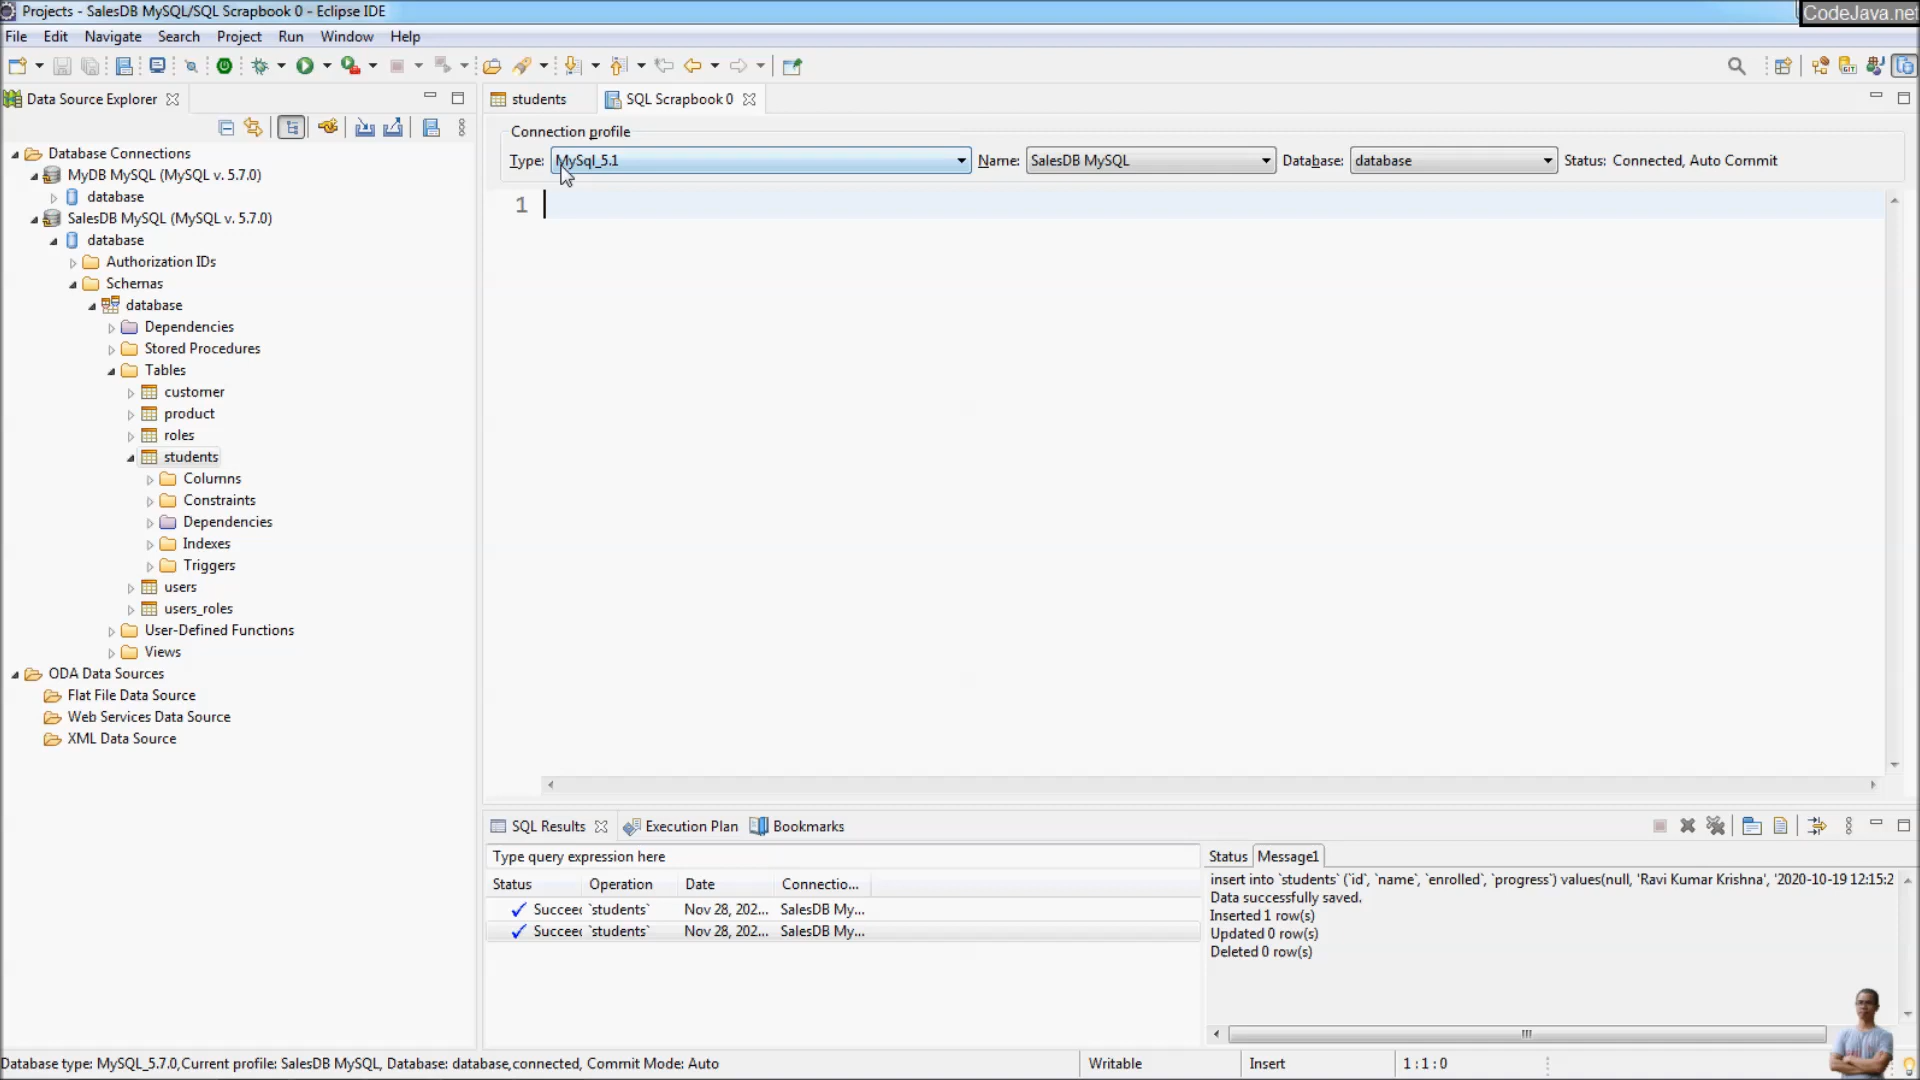 Projects - SalesDB MySQL/SQL Scrapbook 0 - Eclipse IDE
CodeJava.net
File Edit Navigate Search Project Run Window Help
Data Source Explorer
students
SQL Scrapbook 0
Connection profile
Type: MySql_5.1 Name: SalesDB MySQL Database: database Status: Connected, Auto Commit
1
Database Connections
MyDB MySQL (MySQL v. 5.7.0)
database
SalesDB MySQL (MySQL v. 5.7.0)
database
Authorization IDs
Schemas
database
Dependencies
Stored Procedures
Tables
customer
product
roles
students
Columns
Constraints
Dependencies
Indexes
Triggers
users
users_roles
User-Defined Functions
Views
ODA Data Sources
Flat File Data Source
Web Services Data Source
XML Data Source
SQL Results Execution Plan Bookmarks
Type query expression here
Status Operation Date Connectio...
Succeed `students` Nov 28, 202... SalesDB My...
Succeed `students` Nov 28, 202... SalesDB My...
Status Message1
insert into `students` (`id`, `name`, `enrolled`, `progress`) values(null, 'Ravi Kumar Krishna', '2020-10-19 12:15:2
Data successfully saved.
Inserted 1 row(s)
Updated 0 row(s)
Deleted 0 row(s)
Database type: MySQL_5.7.0,Current profile: SalesDB MySQL, Database: database,connected, Commit Mode: Auto
Writable
Insert
1 : 1 : 0